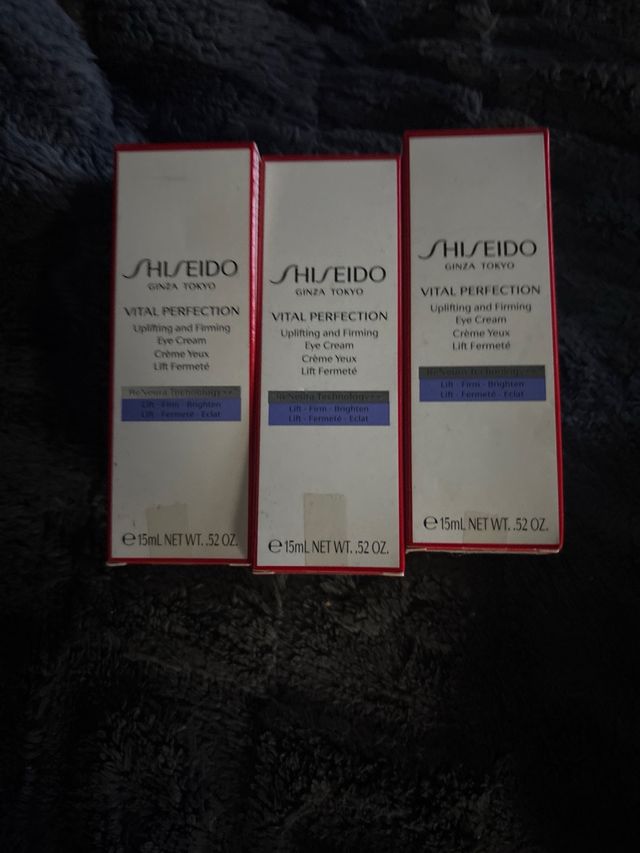 SHISEIDO
GINZA TOKYO
VITAL PERFECTION
Uplifting and Firming
Eye Cream
Crème Yeux
Lift Fermeté
ReNeura Technology++
Lift · Firm · Brighten
Lift · Fermeté · Eclat
e 15mL NET WT. .52 OZ.
SHISEIDO
GINZA TOKYO
VITAL PERFECTION
Uplifting and Firming
Eye Cream
Crème Yeux
Lift Fermeté
ReNeura Technology++
Lift · Firm · Brighten
Lift · Fermeté · Eclat
e 15mL NET WT. .52 OZ.
SHISEIDO
GINZA TOKYO
VITAL PERFECTION
Uplifting and Firming
Eye Cream
Crème Yeux
Lift Fermeté
ReNeura Technology++
Lift · Firm · Brighten
Lift · Fermeté · Eclat
e 15mL NET WT. .52 OZ.